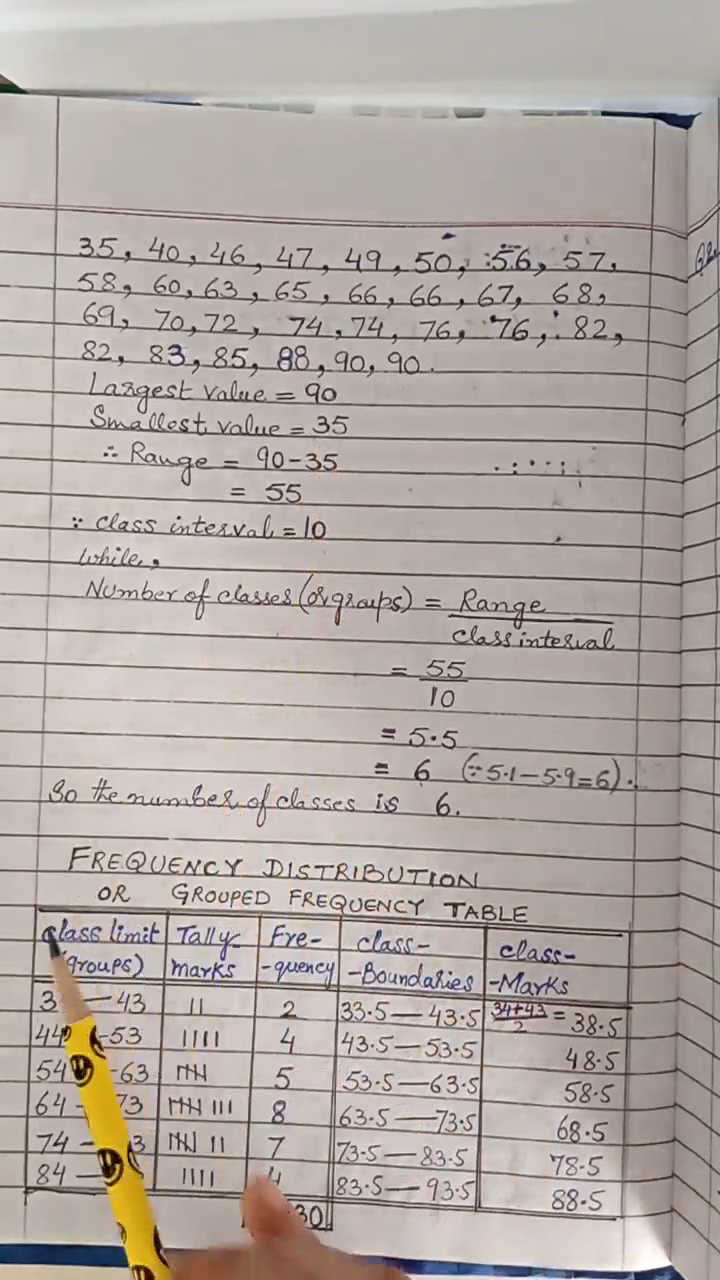 35, 40, 46, 47, 49, 50, 56, 57,
58, 60, 63, 65, 66, 66, 67, 68,
69, 70, 72, 74, 74, 76, 76, 82,
82, 83, 85, 88, 90, 90.
Largest value = 90
Smallest value = 35
∴ Range = 90-35
= 55
∵ class interval = 10
While,
Number of classes (or groups) = Range
class interval
= 55
10
= 5.5
= 6 (∵ 5.1-5.9=6).
So the number of classes is 6.
FREQUENCY DISTRIBUTION
OR GROUPED FREQUENCY TABLE
class limit Tally Fre- class- class-
(groups) marks -quency -Boundaries -Marks
3 — 43 || 2 33.5 — 43.5 34+43/2 = 38.5
44 -53 |||| 4 43.5 — 53.5 48.5
54 -63 𝍸 5 53.5 — 63.5 58.5
64 - 73 𝍸 ||| 8 63.5 — 73.5 68.5
74 - 3 𝍸 || 7 73.5 — 83.5 78.5
84 — |||| 4 83.5 — 93.5 88.5
30